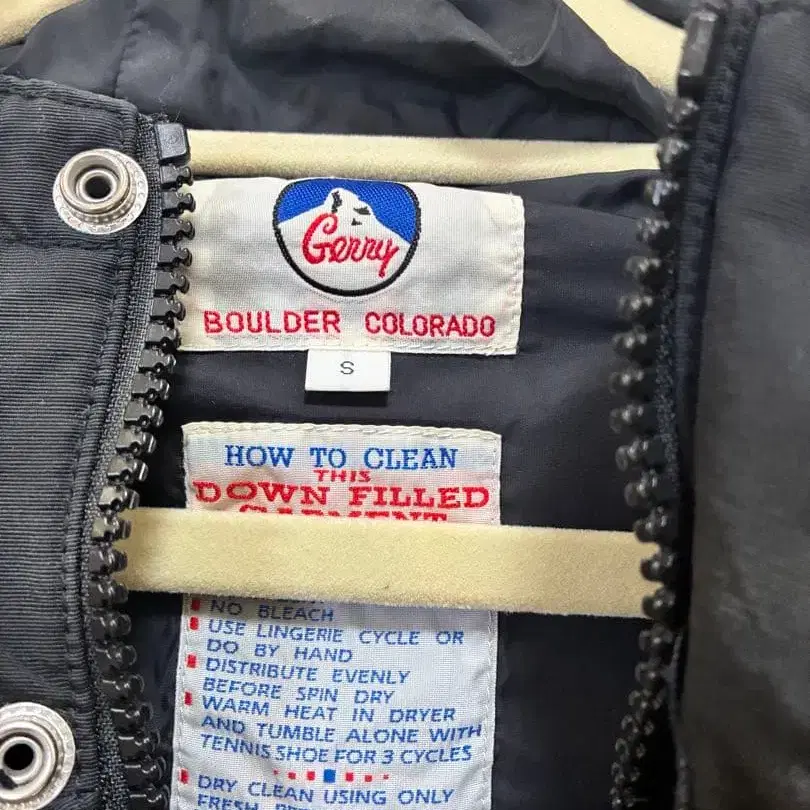 Gerry
BOULDER COLORADO
S
HOW TO CLEAN
THIS
DOWN FILLED
GARMENT
NO BLEACH
USE LINGERIE CYCLE OR
DO BY HAND
DISTRIBUTE EVENLY
BEFORE SPIN DRY
WARM HEAT IN DRYER
AND TUMBLE ALONE WITH
TENNIS SHOE FOR 3 CYCLES
DRY CLEAN USING ONLY
FRESH